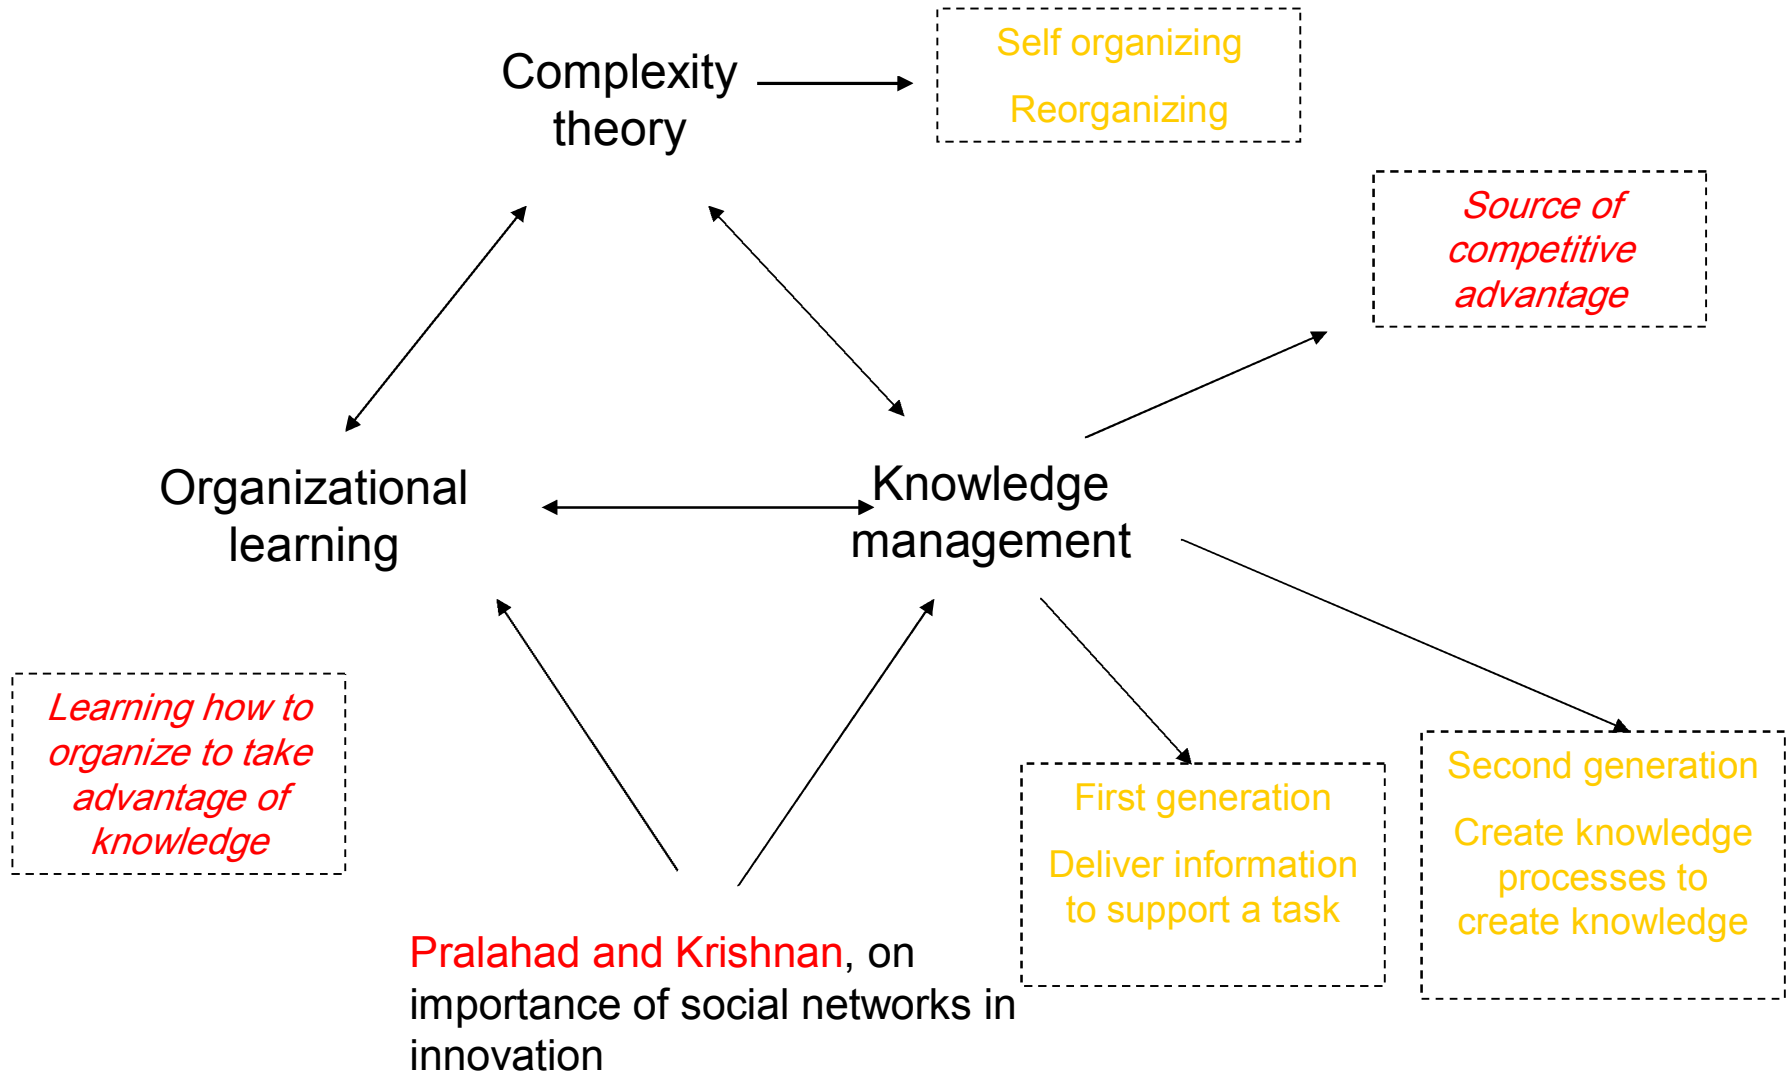 Complexity
theory
Self organizing
Reorganizing
Source of
competitive
advantage
Organizational
learning
Knowledge
management
Learning how to
organize to take
advantage of
knowledge
First generation
Deliver information
to support a task
Second generation
Create knowledge
processes to
create knowledge
Pralahad and Krishnan, on
importance of social networks in
innovation